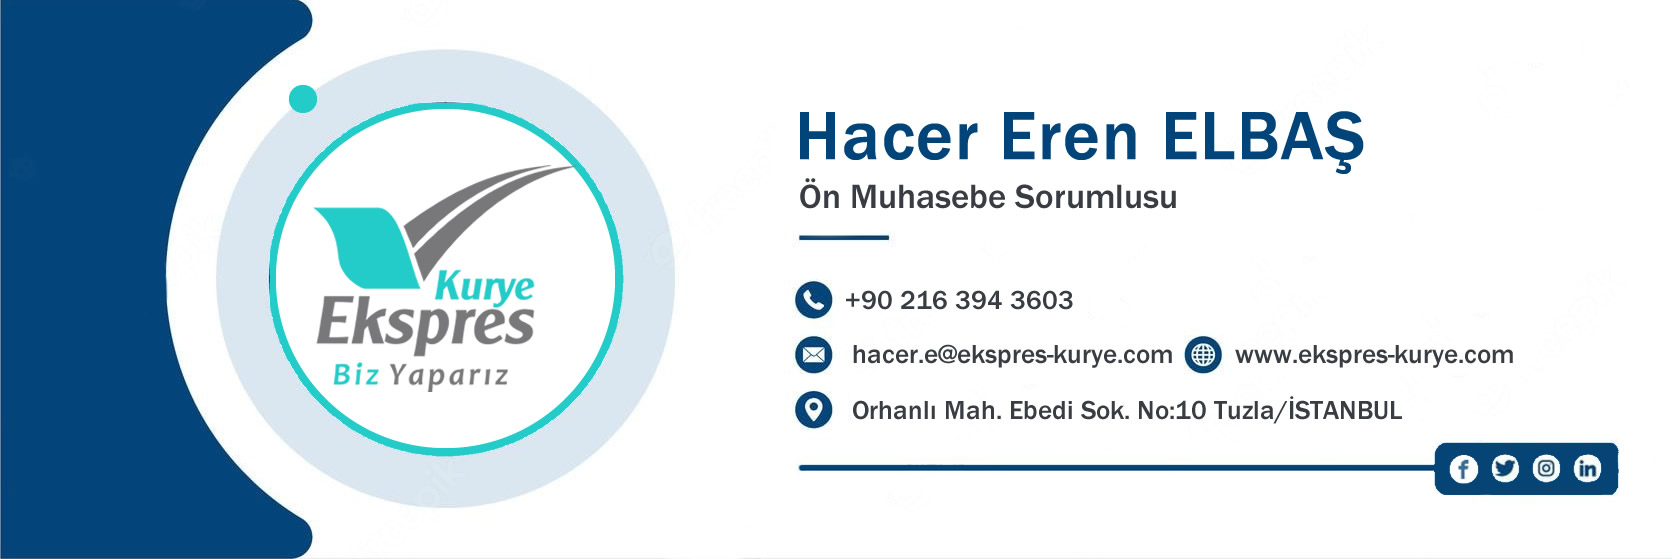 Kurye
Ekspres
Biz Yaparız
Hacer Eren ELBAŞ
Ön Muhasebe Sorumlusu
+90 216 394 3603
hacer.e@ekspres-kurye.com www.ekspres-kurye.com
Orhanlı Mah. Ebedi Sok. No:10 Tuzla/İSTANBUL